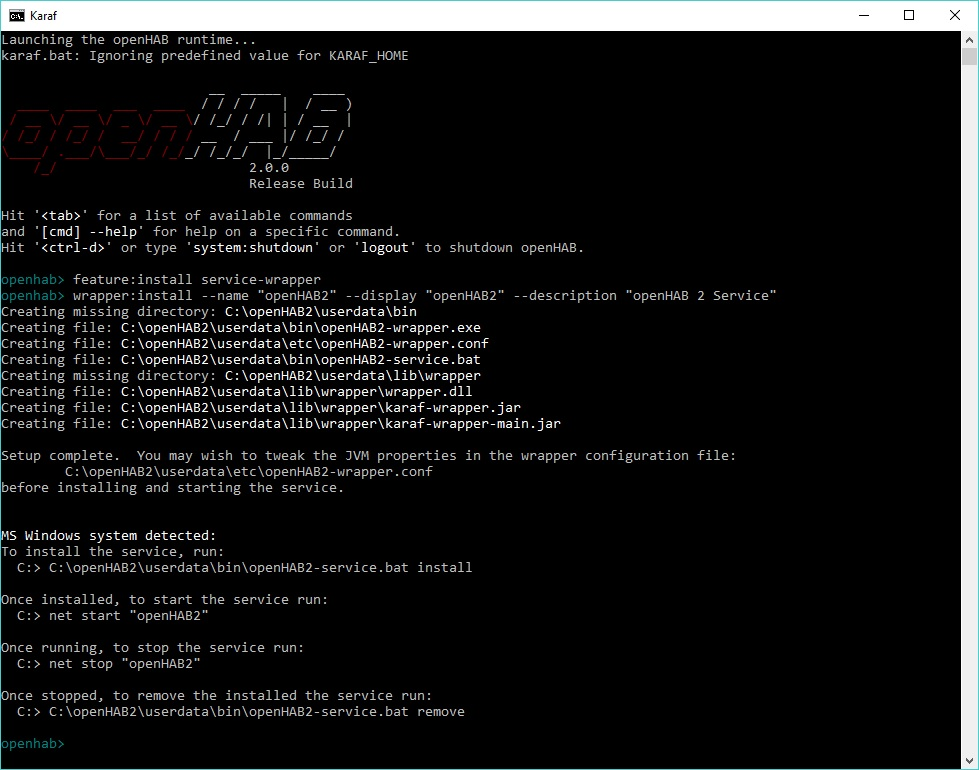 Karaf
Launching the openHAB runtime...
karaf.bat: Ignoring predefined value for KARAF_HOME
openHAB
2.0.0
Release Build
Hit '<tab>' for a list of available commands
and '[cmd] --help' for help on a specific command.
Hit '<ctrl-d>' or type 'system:shutdown' or 'logout' to shutdown openHAB.
openhab> feature:install service-wrapper
openhab> wrapper:install --name "openHAB2" --display "openHAB2" --description "openHAB 2 Service"
Creating missing directory: C:\openHAB2\userdata\bin
Creating file: C:\openHAB2\userdata\bin\openHAB2-wrapper.exe
Creating file: C:\openHAB2\userdata\etc\openHAB2-wrapper.conf
Creating file: C:\openHAB2\userdata\bin\openHAB2-service.bat
Creating missing directory: C:\openHAB2\userdata\lib\wrapper
Creating file: C:\openHAB2\userdata\lib\wrapper\wrapper.dll
Creating file: C:\openHAB2\userdata\lib\wrapper\karaf-wrapper.jar
Creating file: C:\openHAB2\userdata\lib\wrapper\karaf-wrapper-main.jar
Setup complete.  You may wish to tweak the JVM properties in the wrapper configuration file:
C:\openHAB2\userdata\etc\openHAB2-wrapper.conf
before installing and starting the service.
MS Windows system detected:
To install the service, run:
C:> C:\openHAB2\userdata\bin\openHAB2-service.bat install
Once installed, to start the service run:
C:> net start "openHAB2"
Once running, to stop the service run:
C:> net stop "openHAB2"
Once stopped, to remove the installed the service run:
C:> C:\openHAB2\userdata\bin\openHAB2-service.bat remove
openhab>